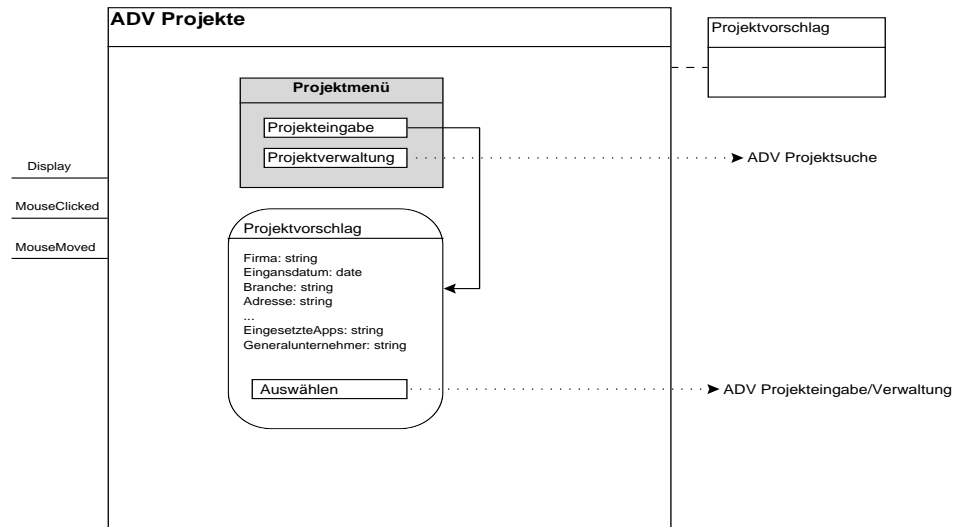 ADV Projekte
Projektvorschlag
Projektmenü
Projekteingabe
Projektverwaltung
ADV Projektsuche
Display
MouseClicked
MouseMoved
Projektvorschlag
Firma: string
Eingansdatum: date
Branche: string
Adresse: string
...
EingesetzteApps: string
Generalunternehmer: string
Auswählen
ADV Projekteingabe/Verwaltung